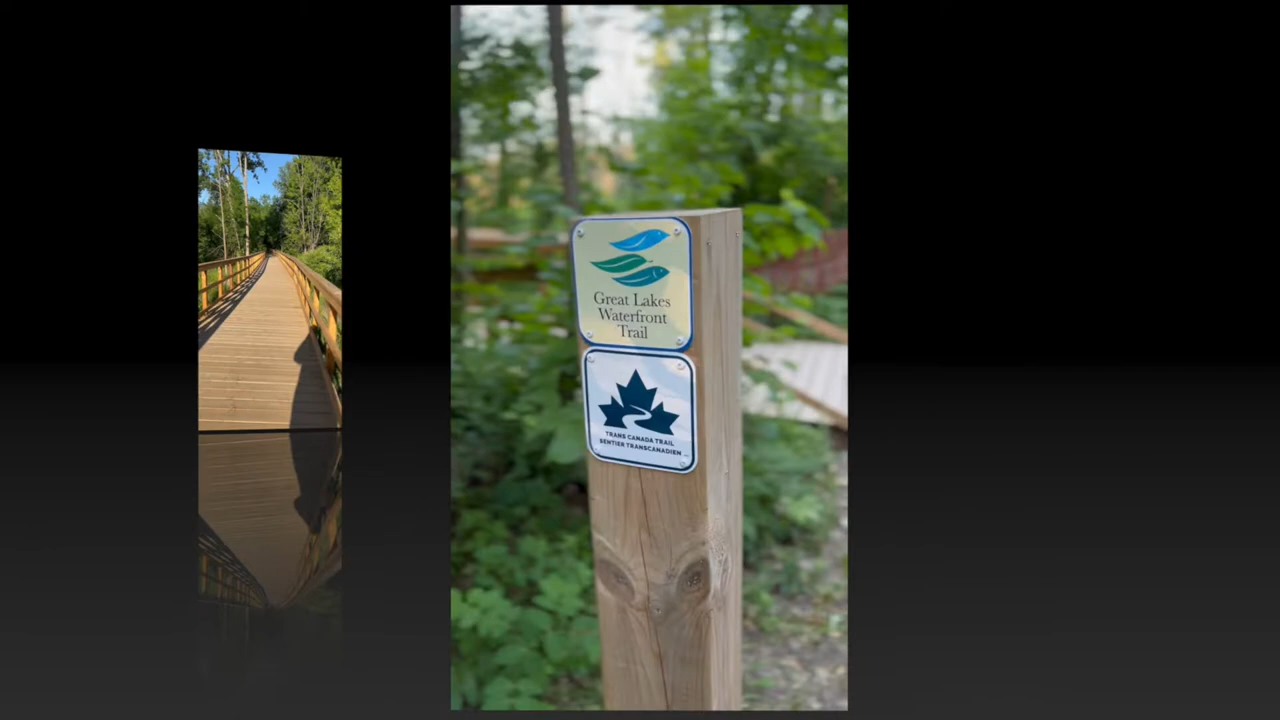 Great Lakes
Waterfront
Trail
TRANS CANADA TRAIL
SENTIER TRANSCANADIEN